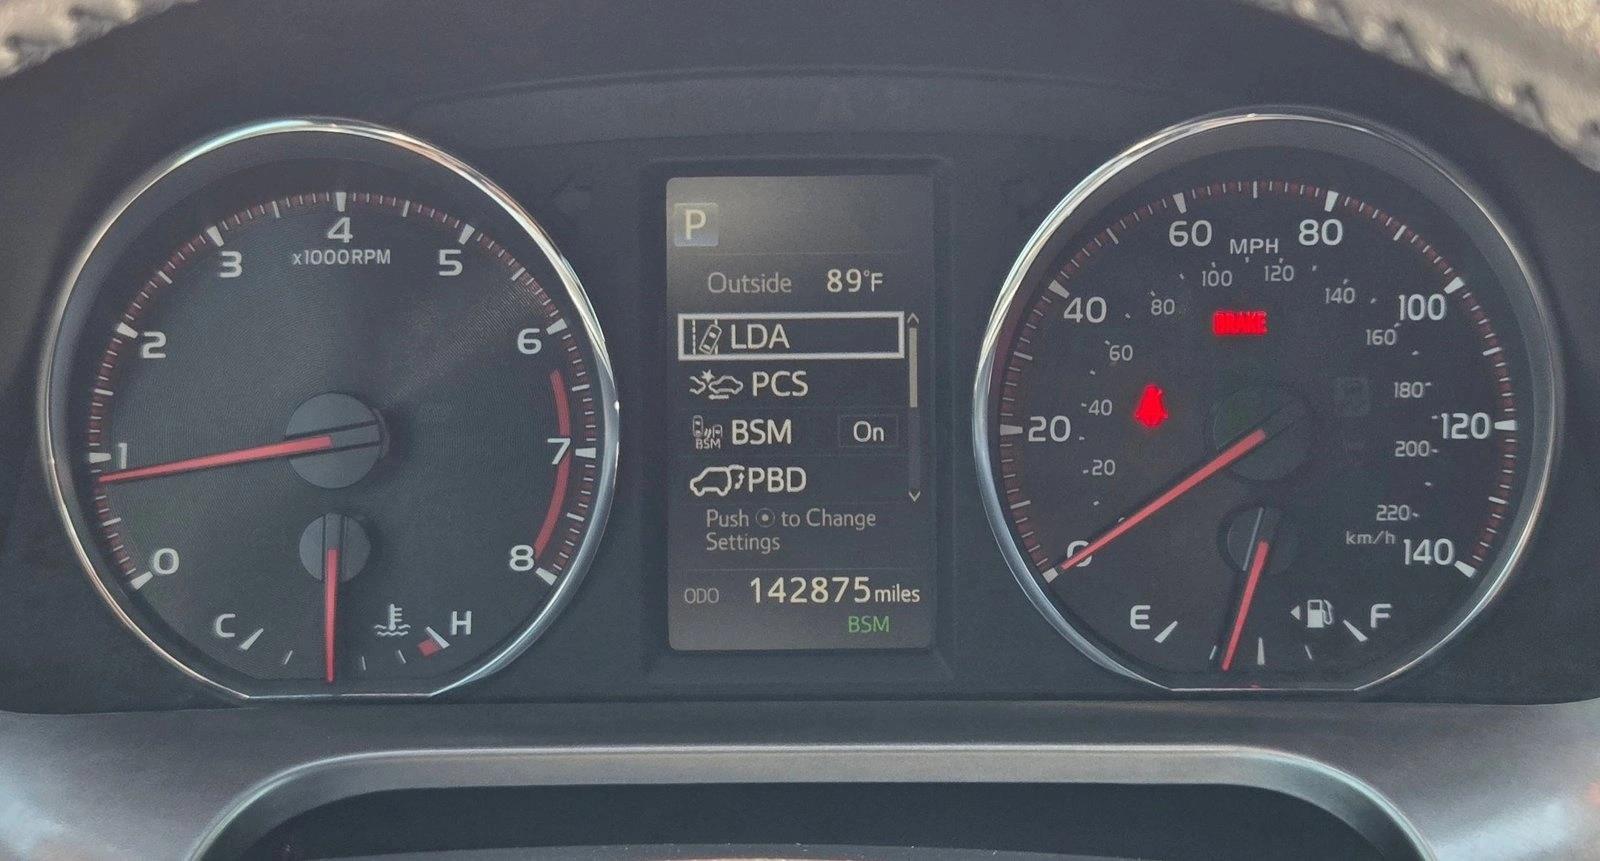 4
x1000RPM
3
5
2
6
1
7
0
8
C
H
P
Outside 89°F
LDA
PCS
BSM
BSM On
PBD
Push to Change
Settings
ODO 142875 miles
BSM
60 MPH 80
100 120
80
140
40
100
BRAKE
60
160
40
180
20
120
20
200
220
km/h
0
140
E
F